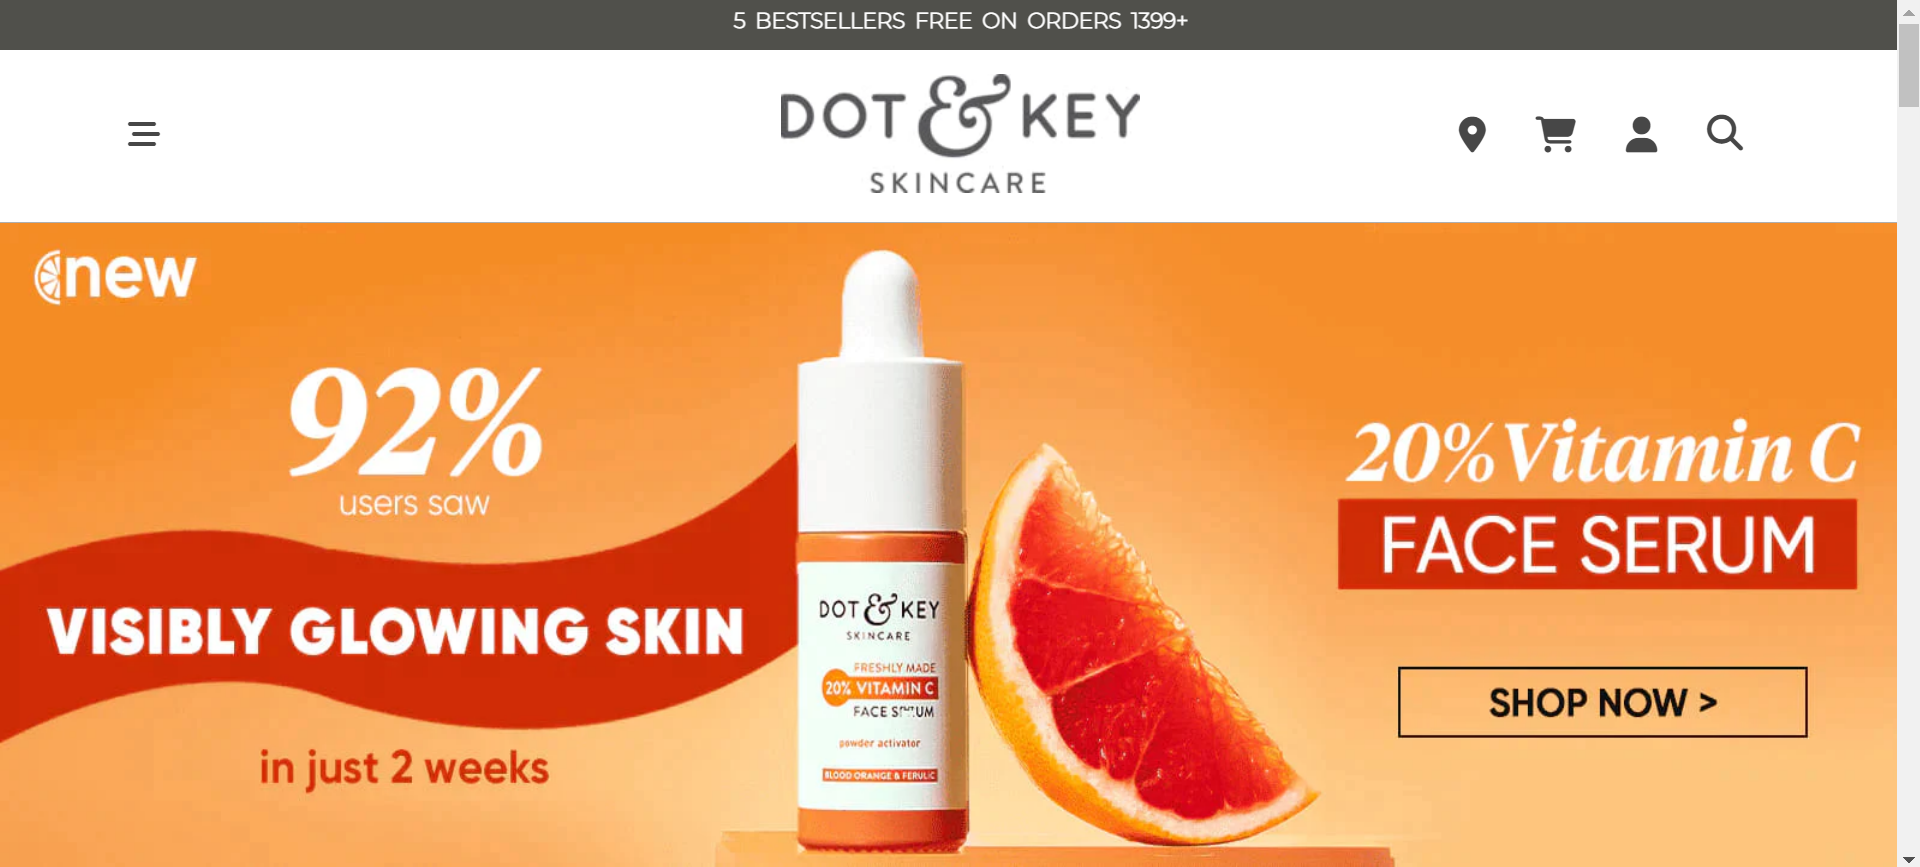 5 BESTSELLERS FREE ON ORDERS 1399+
DOT & KEY
SKINCARE
new
92%
users saw
VISIBLY GLOWING SKIN
in just 2 weeks
DOT & KEY
SKINCARE
FRESHLY MADE
20% VITAMIN C
FACE
powder activator
BLOOD ORANGE & FERULIC
20% Vitamin C
FACE SERUM
SHOP NOW >